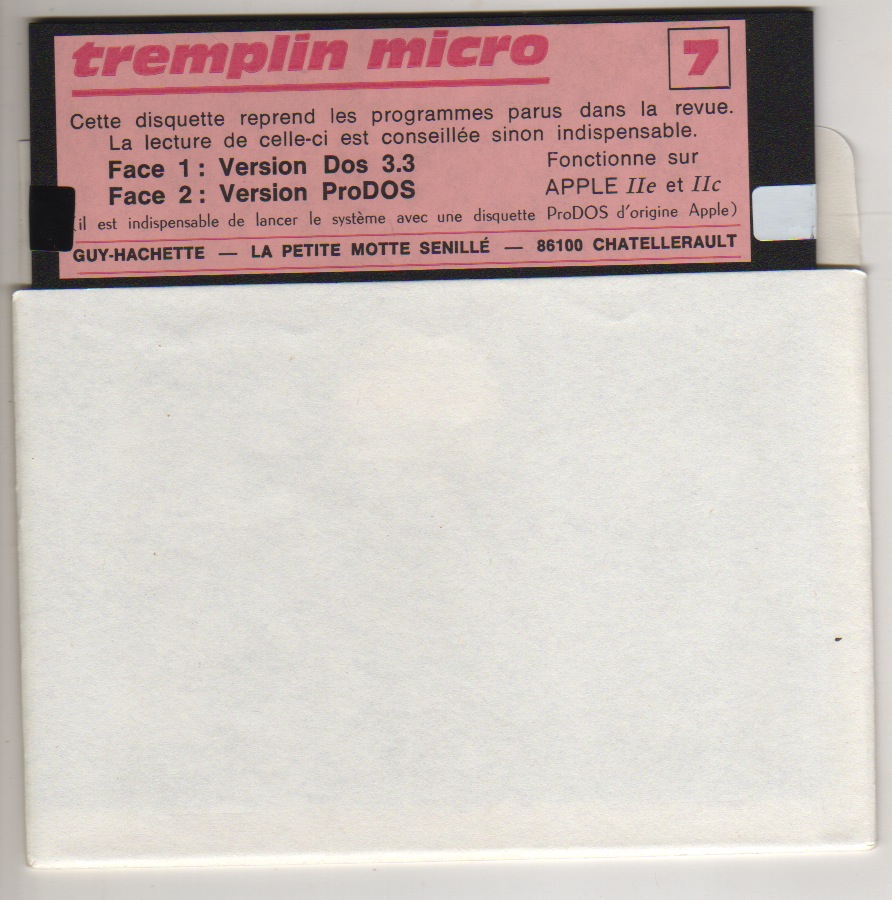 tremplin micro 7
Cette disquette reprend les programmes parus dans la revue.
La lecture de celle-ci est conseillée sinon indispensable.
Face 1 : Version Dos 3.3
Face 2 : Version ProDOS
Fonctionne sur
APPLE IIe et IIc
(il est indispensable de lancer le système avec une disquette ProDOS d'origine Apple)
GUY-HACHETTE — LA PETITE MOTTE SENILLÉ — 86100 CHATELLERAULT